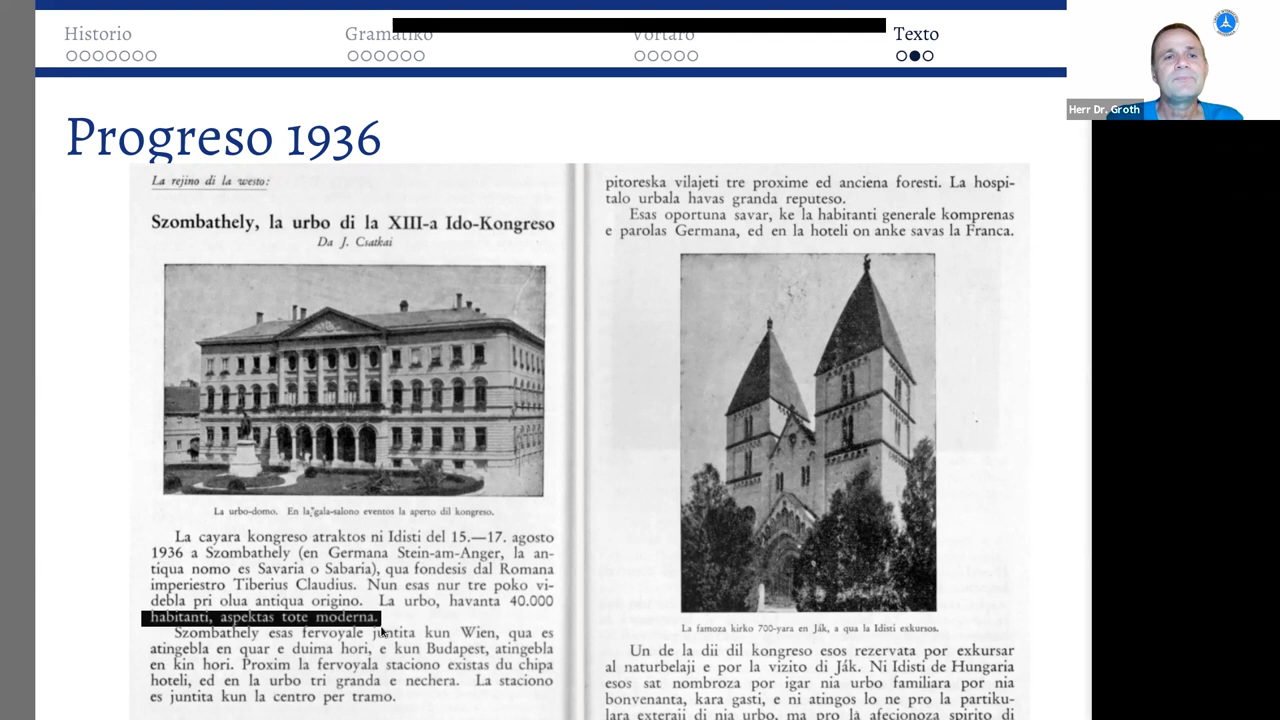 Historio
Gramatiko
Vortaro
Texto
Herr Dr. Groth
Progreso 1936
La rejino di la westo:
Szombathely, la urbo di la XIII-a Ido-Kongreso
Da J. Csatkai
La urbo-domo. En la gala-salono eventos la aperto dil kongreso.
La cayara kongreso atraktos ni Idisti del 15.—17. agosto
1936 a Szombathely (en Germana Stein-am-Anger, la an-
tiqua nomo es Savaria o Sabaria), qua fondesis dal Romana
imperiestro Tiberius Claudius. Nun esas nur tre poko vi-
debla pri olua antiqua origino. La urbo, havanta 40.000
habitanti, aspektas tote moderna.
Szombathely esas fervoyale juntita kun Wien, qua es
atingebla en quar e duima hori, e kun Budapest, atingebla
en kin hori. Proxim la fervoyala staciono existas du chipa
hoteli, ed en la urbo tri granda e nechera. La staciono
es juntita kun la centro per tramo.
pitoreska vilajeti tre proxime ed anciena foresti. La hospi-
talo urbala havas granda reputeso.
Esas oportuna savar, ke la habitanti generale komprenas
e parolas Germana, ed en la hoteli on anke savas la Franca.
La famoza kirko 700-yara en Ják, a qua la Idisti exkursos.
Un de la dii dil kongreso esos rezervata por exkursar
al naturbelaji e por la vizito di Ják. Ni Idisti de Hungaria
esos sat nombroza por igar nia urbo familiara por nia
bonvenanta, kara gasti, e ni atingos lo ne pro la partiku-
lara exteraji di nia urbo, ma pro la afecionoza spirito di